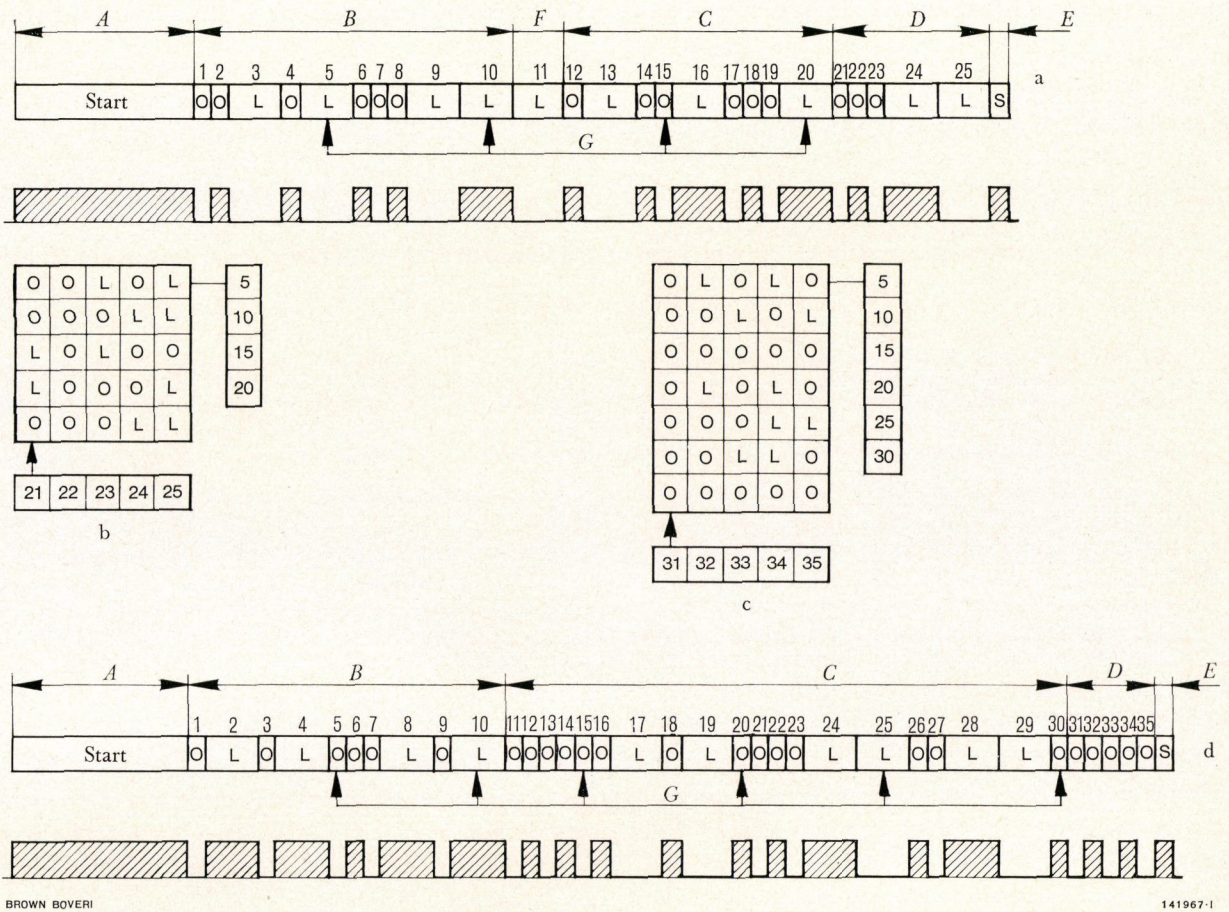 A B F C D E
1 2 3 4 5 6 7 8 9 10 11 12 13 14 15 16 17 18 19 20 21 22 23 24 25 a
Start O O L O L O O O L L L O L O O L O O O L O O O L L S
G
O O L O L 5
O O O L L 10
L O L O O 15
L O O O L 20
O O O L L
21 22 23 24 25
b
O L O L O 5
O O L O L 10
O O O O O 15
O L O L O 20
O O O L L 25
O O L L O 30
O O O O O
31 32 33 34 35
c
A B C D E
1 2 3 4 5 6 7 8 9 10 11 12 13 14 15 16 17 18 19 20 21 22 23 24 25 26 27 28 29 30 31 32 33 34 35
Start O L O L O O O L O L O O O O O O L O L O O O O L L O O L L O O O O O O S d
G
BROWN BOVERI 141967·I